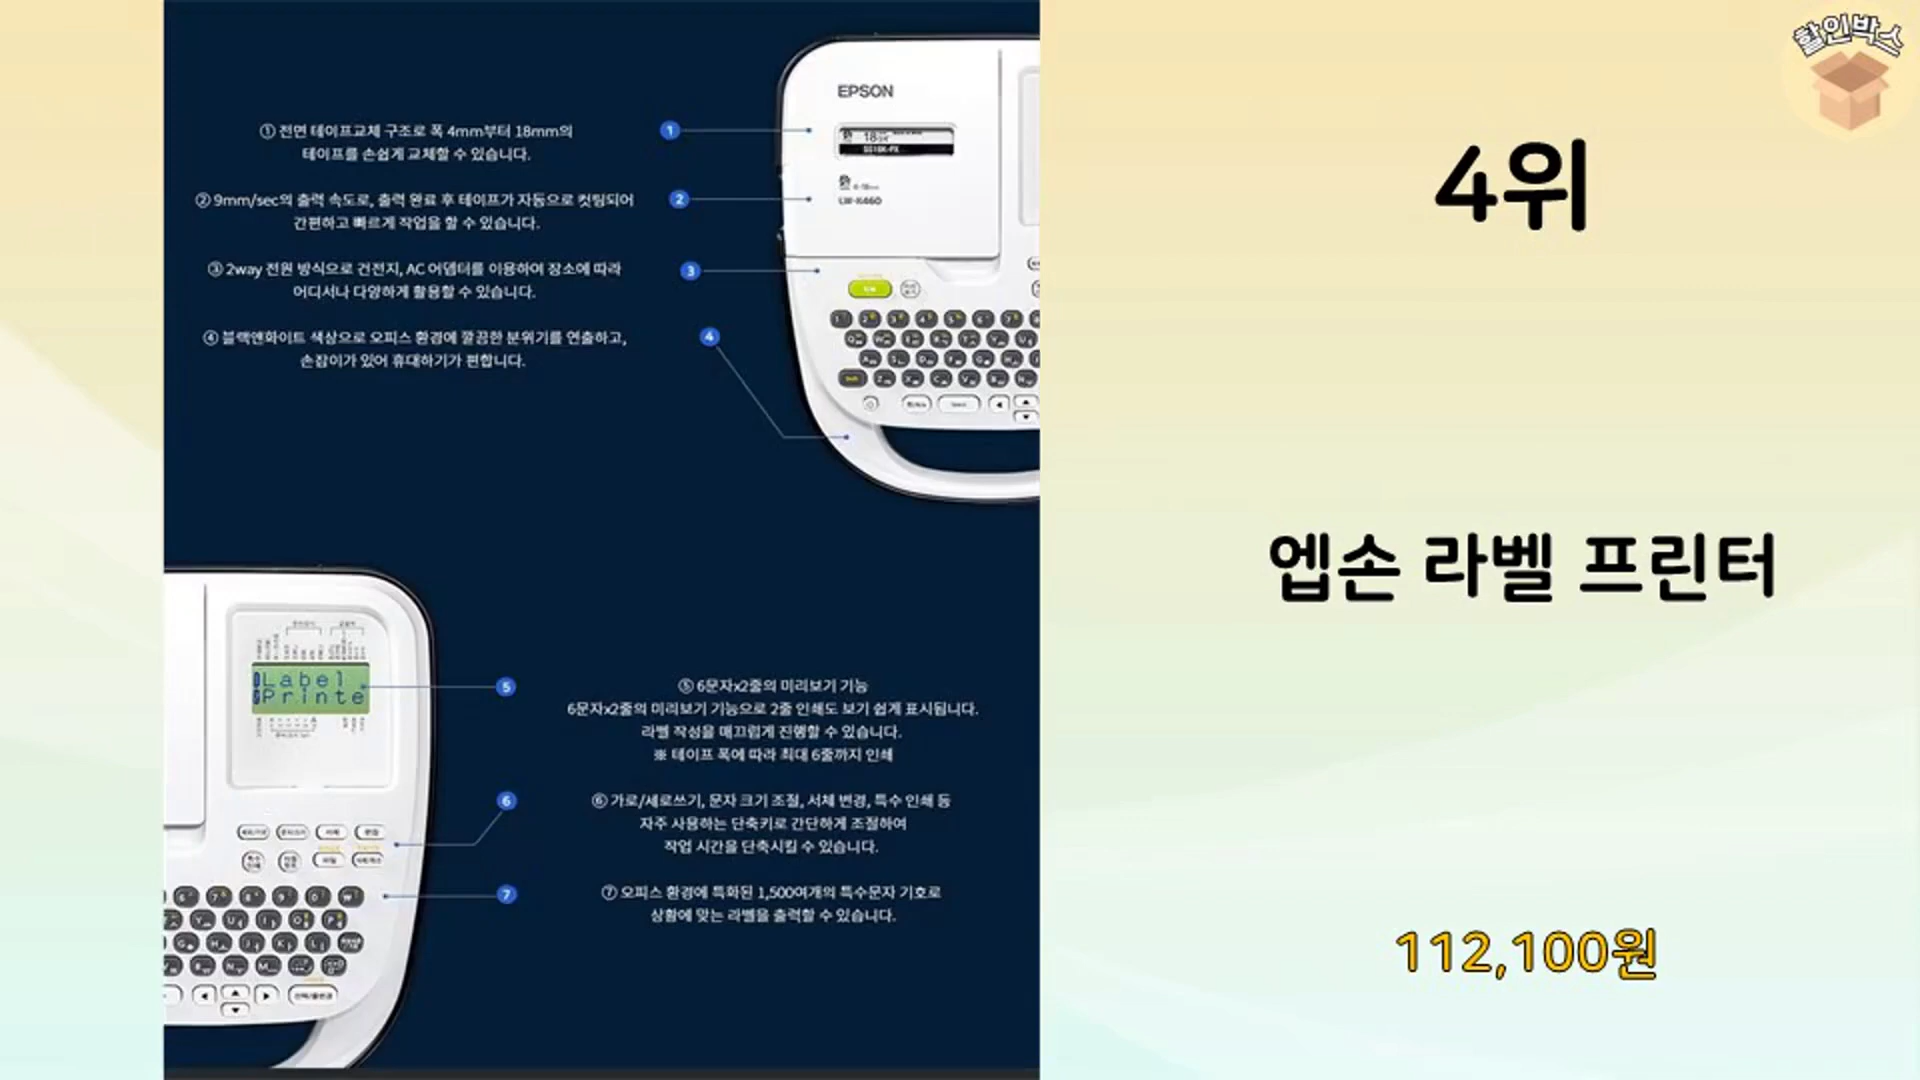 할인박스
EPSON
18mm
SS18K-PX
4-18mm
LW-K460
① 전면 테이프교체 구조로 폭 4mm부터 18mm의
테이프를 손쉽게 교체할 수 있습니다.
② 9mm/sec의 출력 속도로, 출력 완료 후 테이프가 자동으로 컷팅되어
간편하고 빠르게 작업을 할 수 있습니다.
③ 2way 전원 방식으로 건전지, AC 어댑터를 이용하여 장소에 따라
어디서나 다양하게 활용할 수 있습니다.
④ 블랙앤화이트 색상으로 오피스 환경에 깔끔한 분위기를 연출하고,
손잡이가 있어 휴대하기가 편합니다.
1
2
3
4
Label
Printe
5
6
7
⑤ 6문자x2줄의 미리보기 기능
6문자x2줄의 미리보기 기능으로 2줄 인쇄도 보기 쉽게 표시됩니다.
라벨 작성을 매끄럽게 진행할 수 있습니다.
※ 테이프 폭에 따라 최대 6줄까지 인쇄
⑥ 가로/세로쓰기, 문자 크기 조절, 서체 변경, 특수 인쇄 등
자주 사용하는 단축키로 간단하게 조절하여
작업 시간을 단축시킬 수 있습니다.
⑦ 오피스 환경에 특화된 1,500여개의 특수문자 기호로
상황에 맞는 라벨을 출력할 수 있습니다.
4위
엡손 라벨 프린터
112,100원